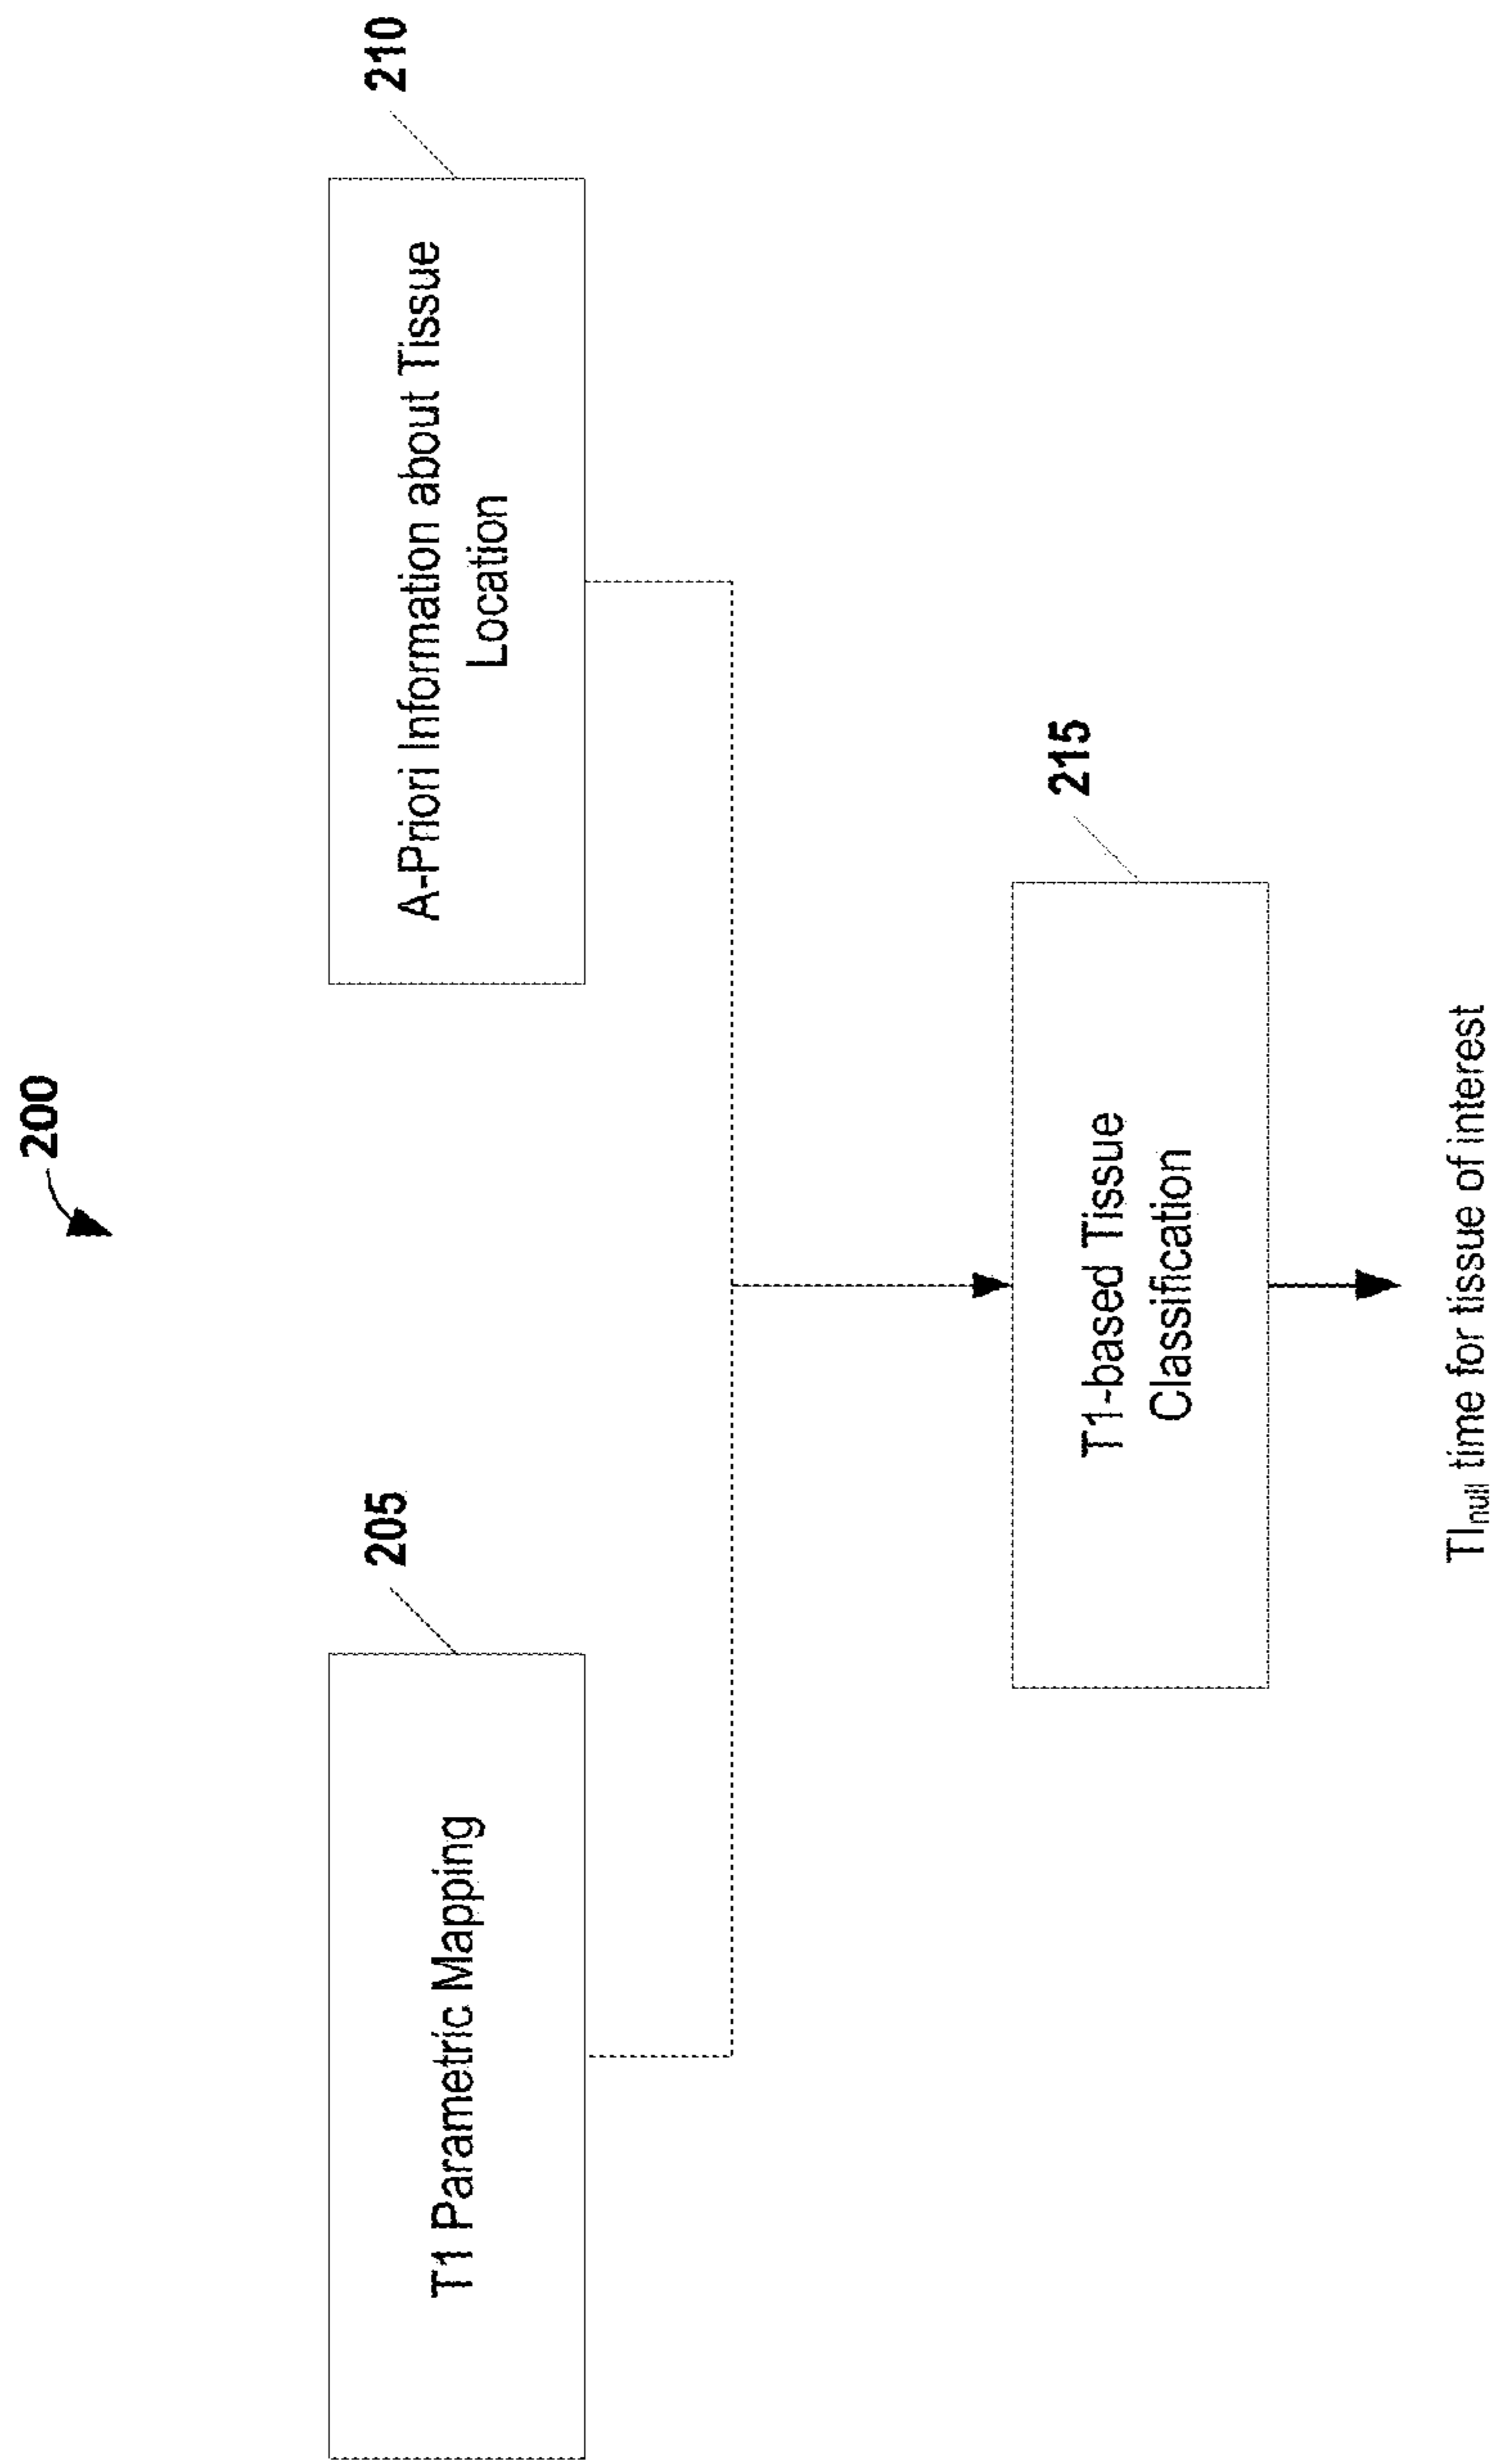 200
205
T1 Parametric Mapping
210
A-Priori Information about Tissue
Location
215
T1-based Tissue
Classification
TInull time for tissue of interest